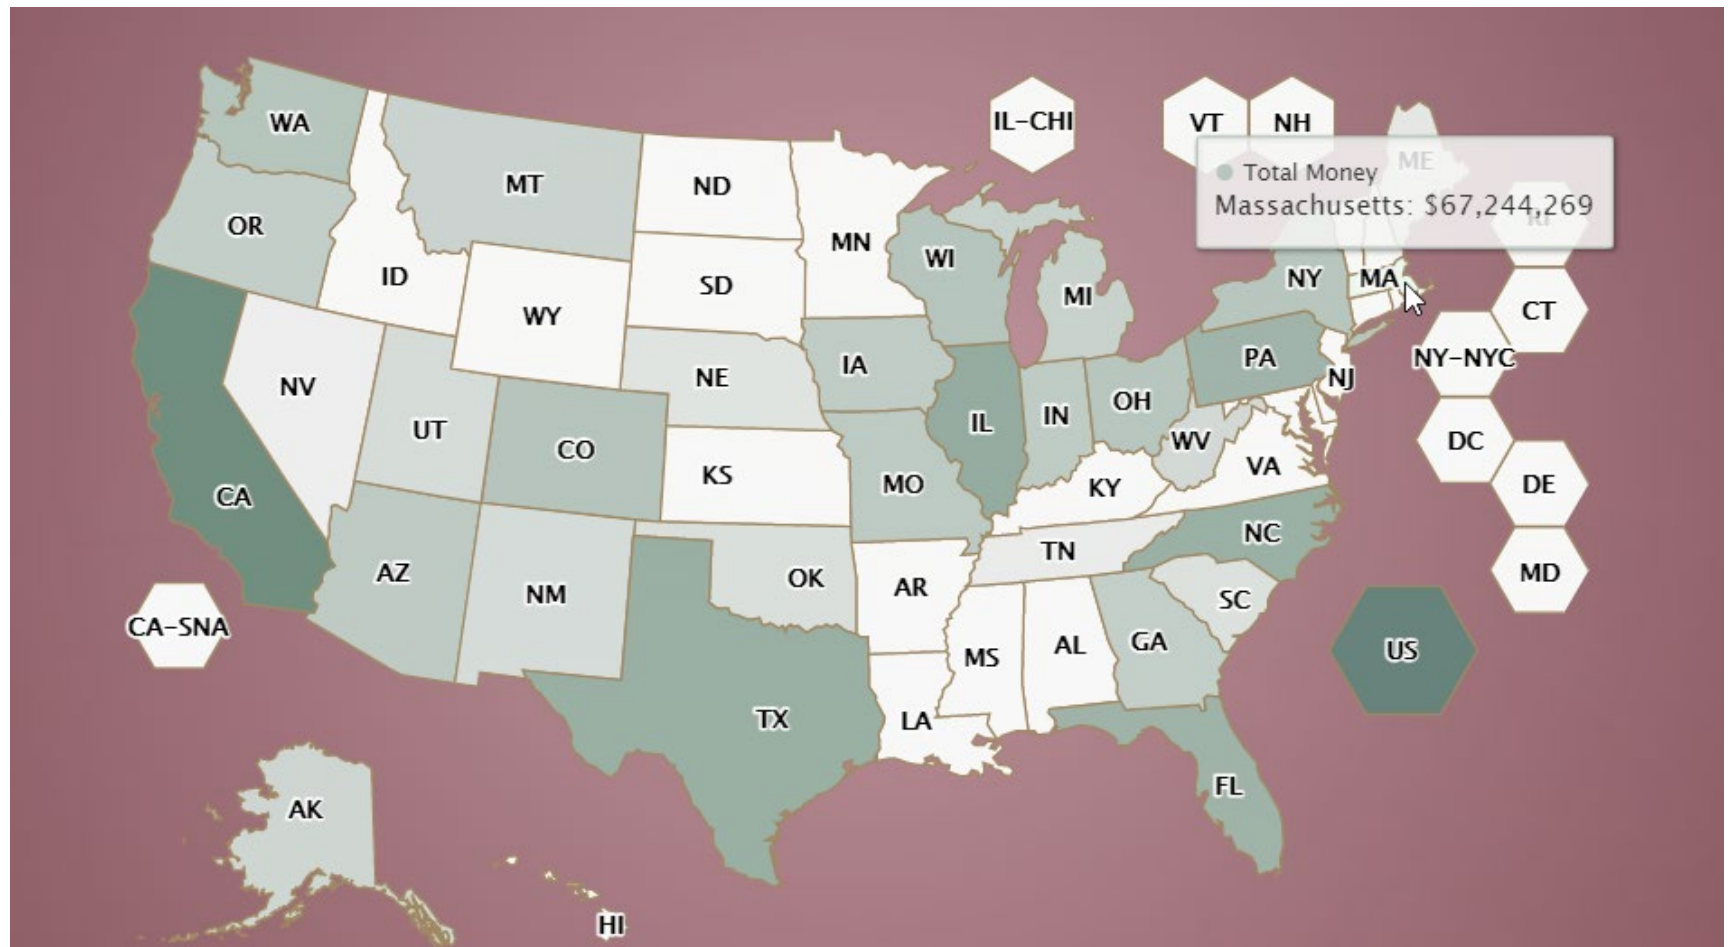 IL-CHI
VT
NH
WA
ME
Total Money
Massachusetts: $67,244,269
RI
MT
ND
OR
MN
WI
ID
SD
NY
MA
MI
CT
WY
PA
NY-NYC
IA
NE
NJ
NV
OH
IN
IL
UT
WV
DC
CO
VA
KS
MO
KY
DE
CA
NC
TN
AZ
OK
AR
NM
MD
SC
CA-SNA
GA
AL
MS
US
TX
LA
FL
AK
HI